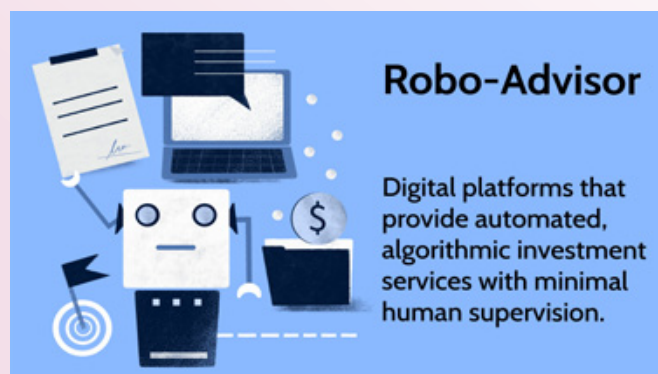 Robo-Advisor
Digital platforms that
provide automated,
algorithmic investment
services with minimal
human supervision.
$